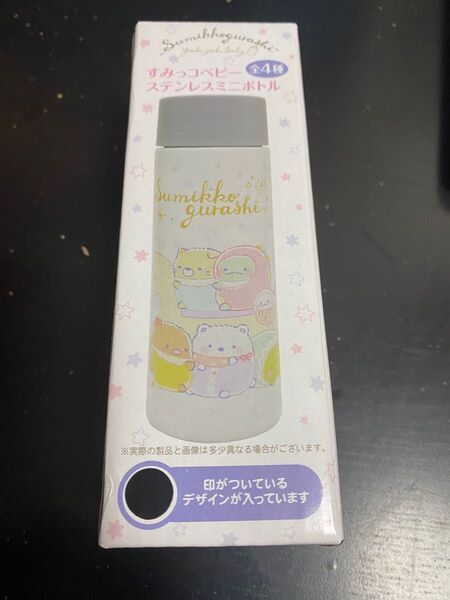 Sumikkogurashi
すみっコベビー
ステンレスミニボトル
全4種
Sumikko
gurashi
※実際の製品と画像は多少異なる場合がございます。
印がついている
デザインが入っています